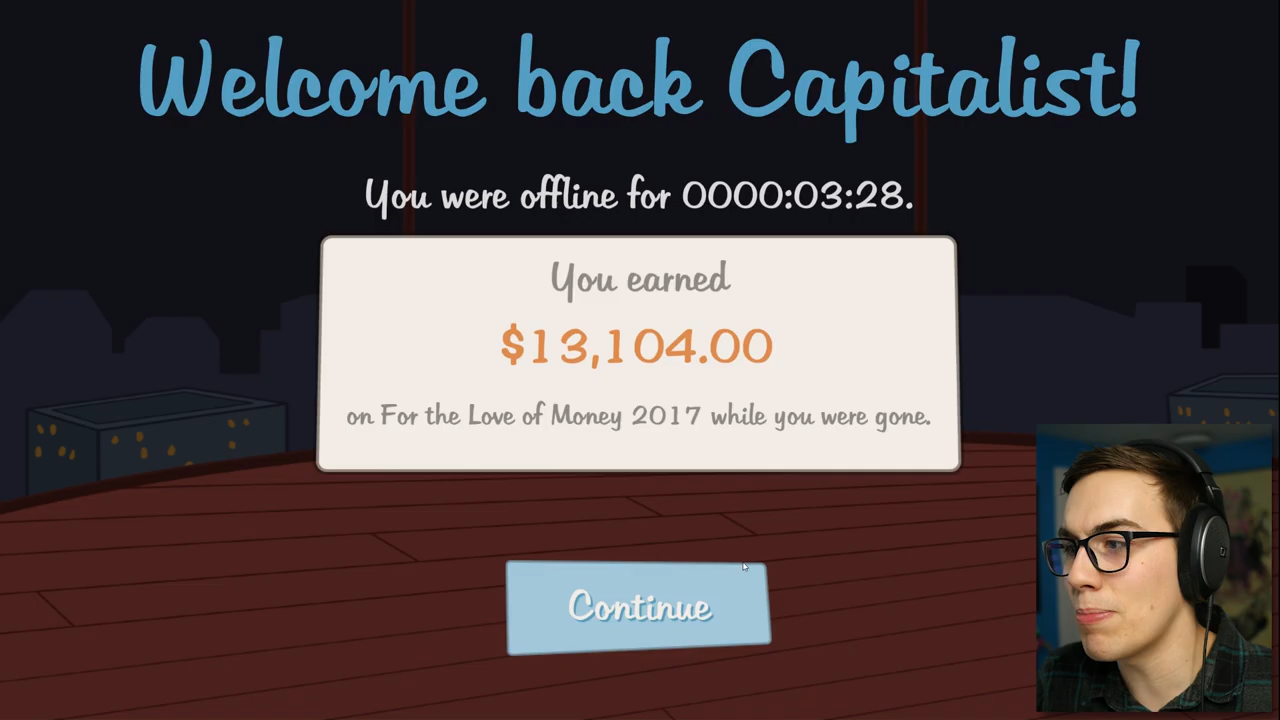 Welcome back Capitalist!
You were offline for 0000:03:28.
You earned
$13,104.00
on For the Love of Money 2017 while you were gone.
Continue